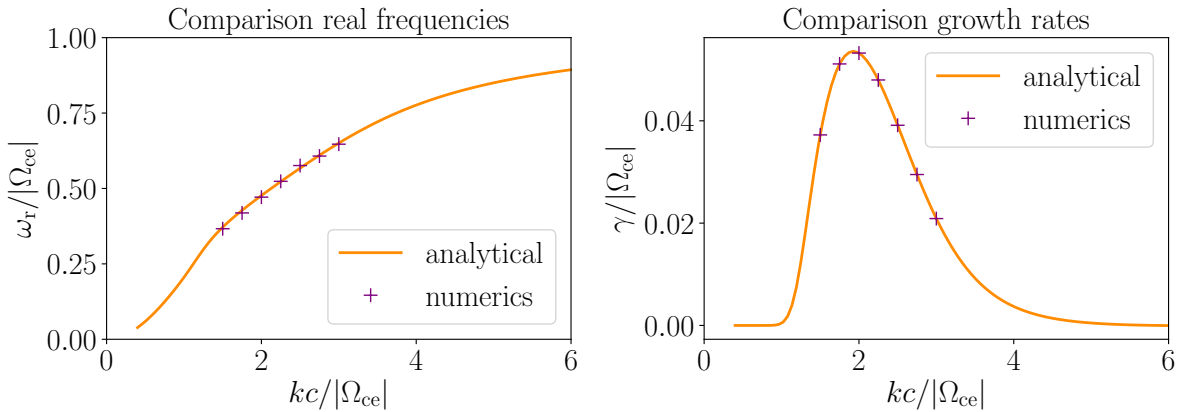 Comparison real frequencies
1.00
0.75
0.50
0.25
0.00
ωr/|Ωce|
analytical
numerics
0 2 4 6
kc/|Ωce|
Comparison growth rates
0.04
0.02
0.00
γ/|Ωce|
analytical
numerics
0 2 4 6
kc/|Ωce|